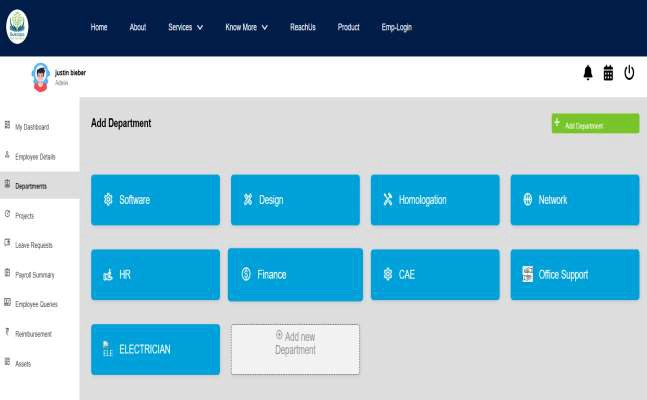 Home About Services Know More ReachUs Product Emp-Login
justin bieber
Admin
My Dashboard
Employee Details
Departments
Projects
Leave Requests
Payroll Summary
Employee Queries
Reimbursement
Assets
Add Department
+ Add Department
Software Design Homologation Network
HR Finance CAE Office Support
ELE ELECTRICIAN
Add new
Department